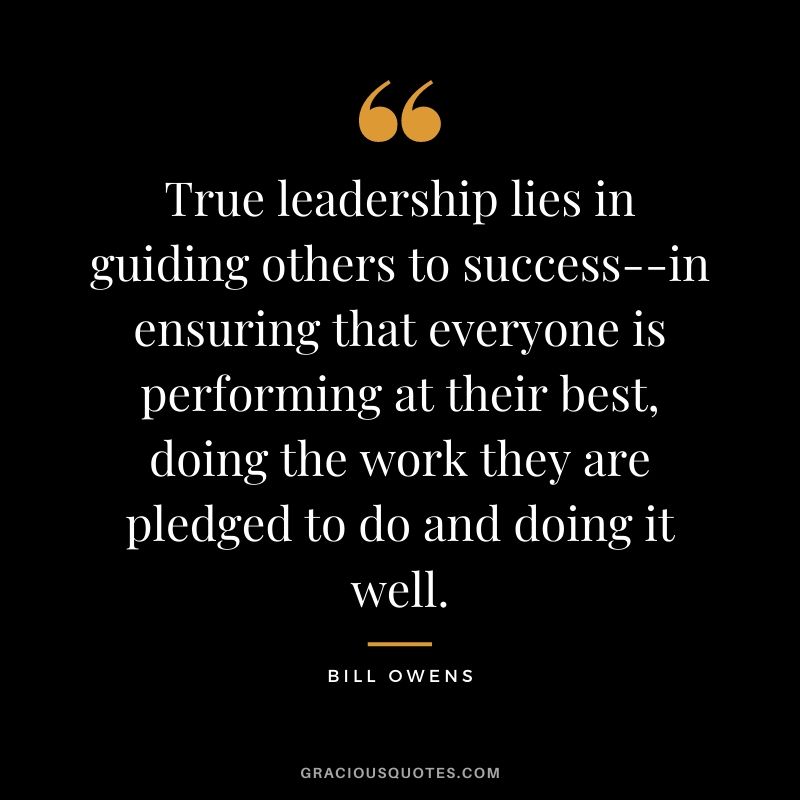 “
True leadership lies in
guiding others to success--in
ensuring that everyone is
performing at their best,
doing the work they are
pledged to do and doing it
well.
BILL OWENS
GRACIOUSQUOTES.COM